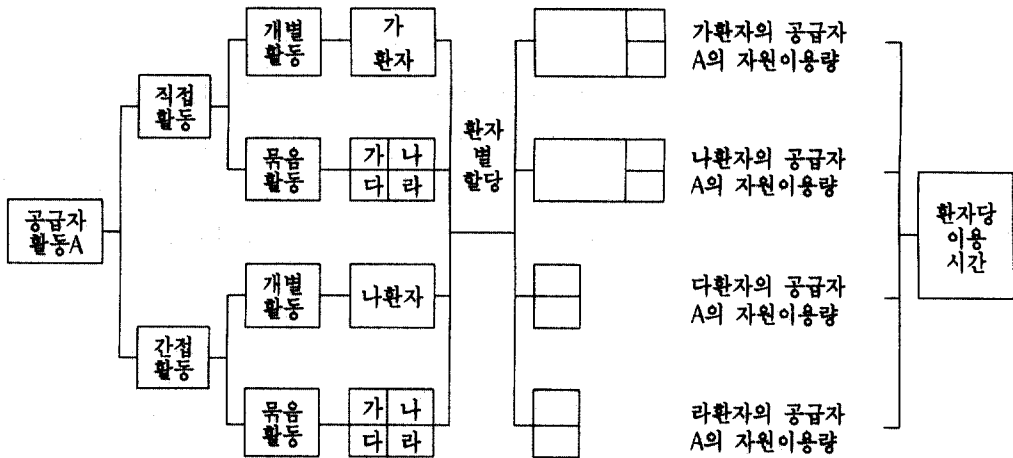 개별
활동
가
환자
가환자의 공급자
A의 자원이용량
직접
활동
묶음
활동
가 나
다 라
환자
별
할당
나환자의 공급자
A의 자원이용량
공급자
활동A
환자당
이용
시간
개별
활동
나환자
다환자의 공급자
A의 자원이용량
간접
활동
묶음
활동
가 나
다 라
라환자의 공급자
A의 자원이용량